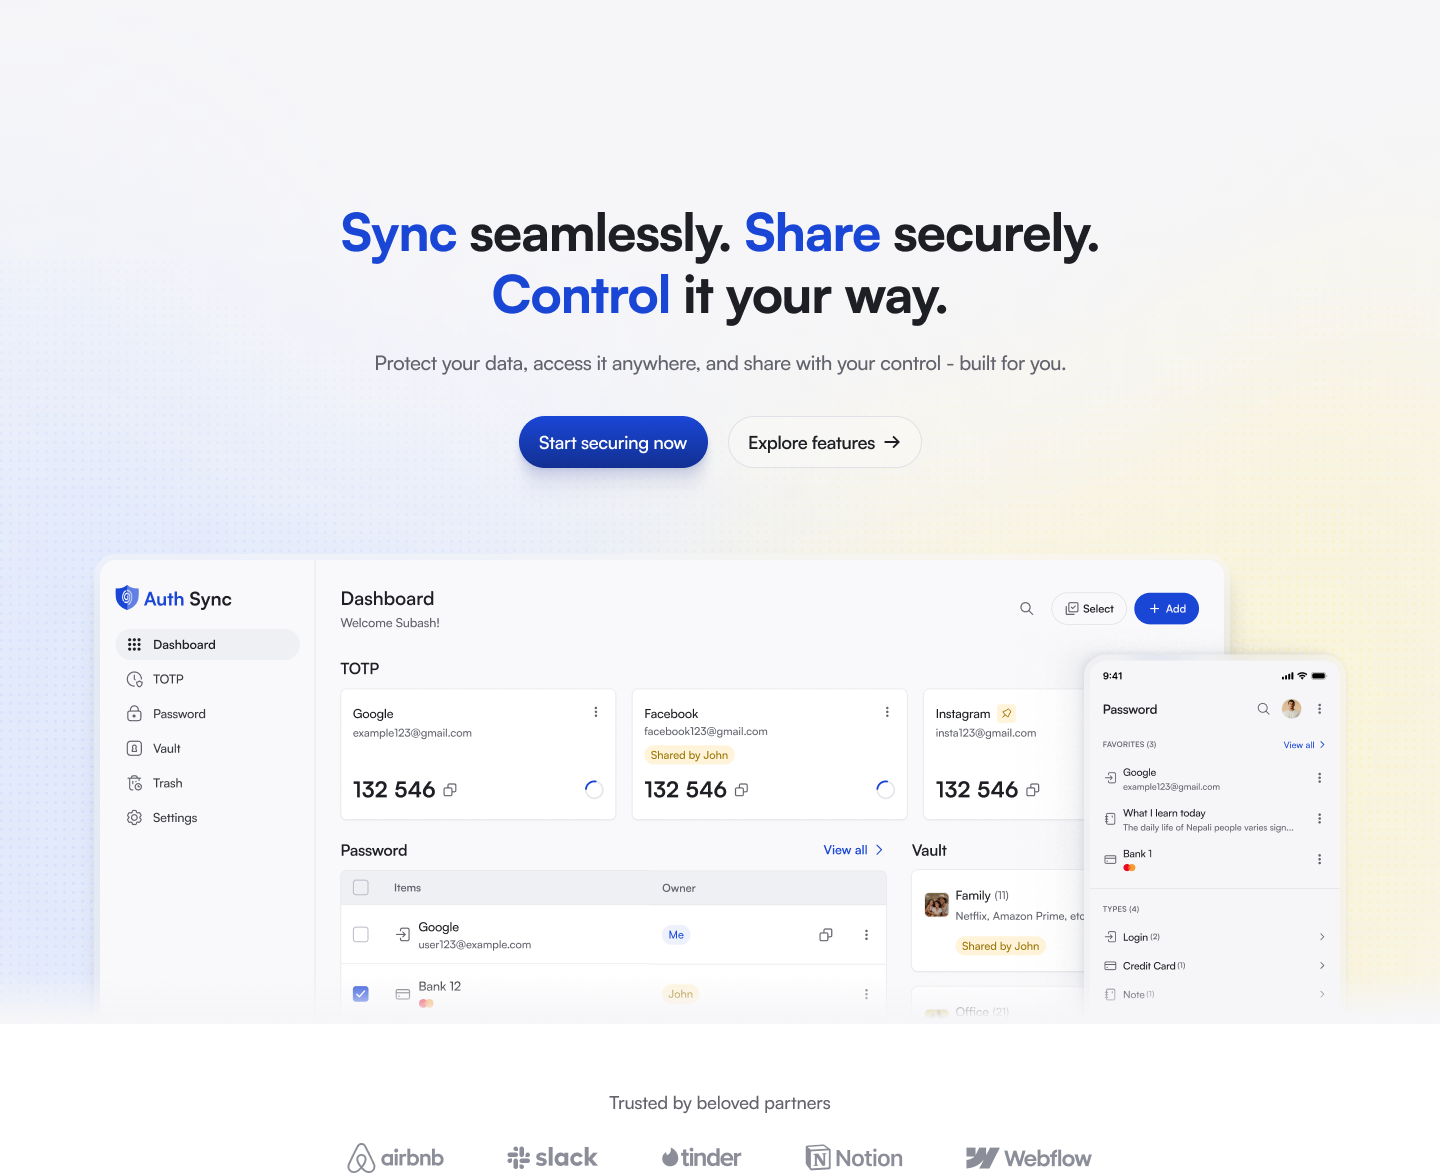 Sync seamlessly. Share securely.
Control it your way.
Protect your data, access it anywhere, and share with your control - built for you.
Start securing now
Explore features
Auth Sync
Dashboard
TOTP
Password
Vault
Trash
Settings
Dashboard
Welcome Subash!
Select
Add
TOTP
Google
example123@gmail.com
132 546
Facebook
facebook123@gmail.com
Shared by John
132 546
Instagram
insta123@gmail.com
132 546
Password
View all
Items
Owner
Google
user123@example.com
Me
Bank 12
John
Vault
Family (11)
Netflix, Amazon Prime, etc
Shared by John
Office (21)
9:41
Password
FAVORITES (3)
View all
Google
example123@gmail.com
What I learn today
The daily life of Nepali people varies sign...
Bank 1
TYPES (4)
Login (2)
Credit Card (1)
Note (1)
Trusted by beloved partners
airbnb
slack
tinder
Notion
Webflow